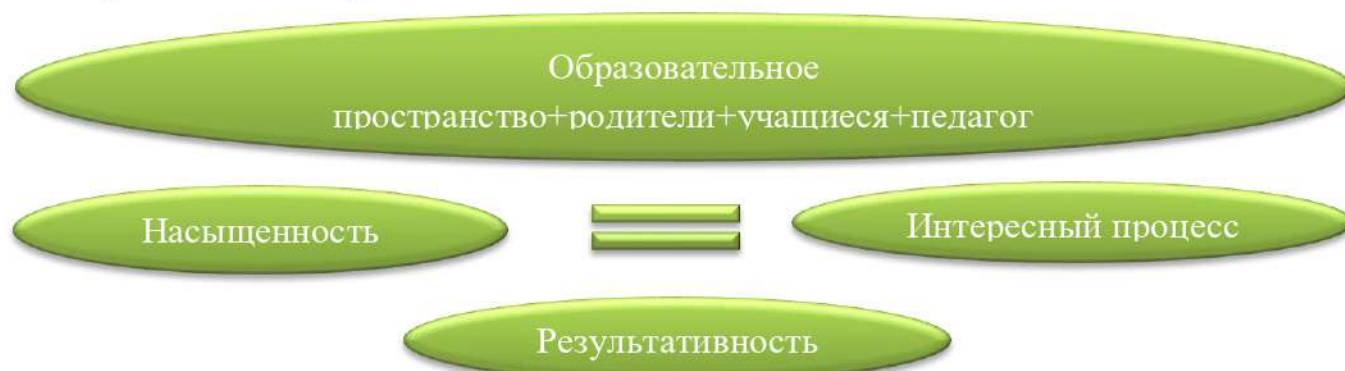 Образовательное
пространство+родители+учащиеся+педагог
Насыщенность
Интересный процесс
Результативность